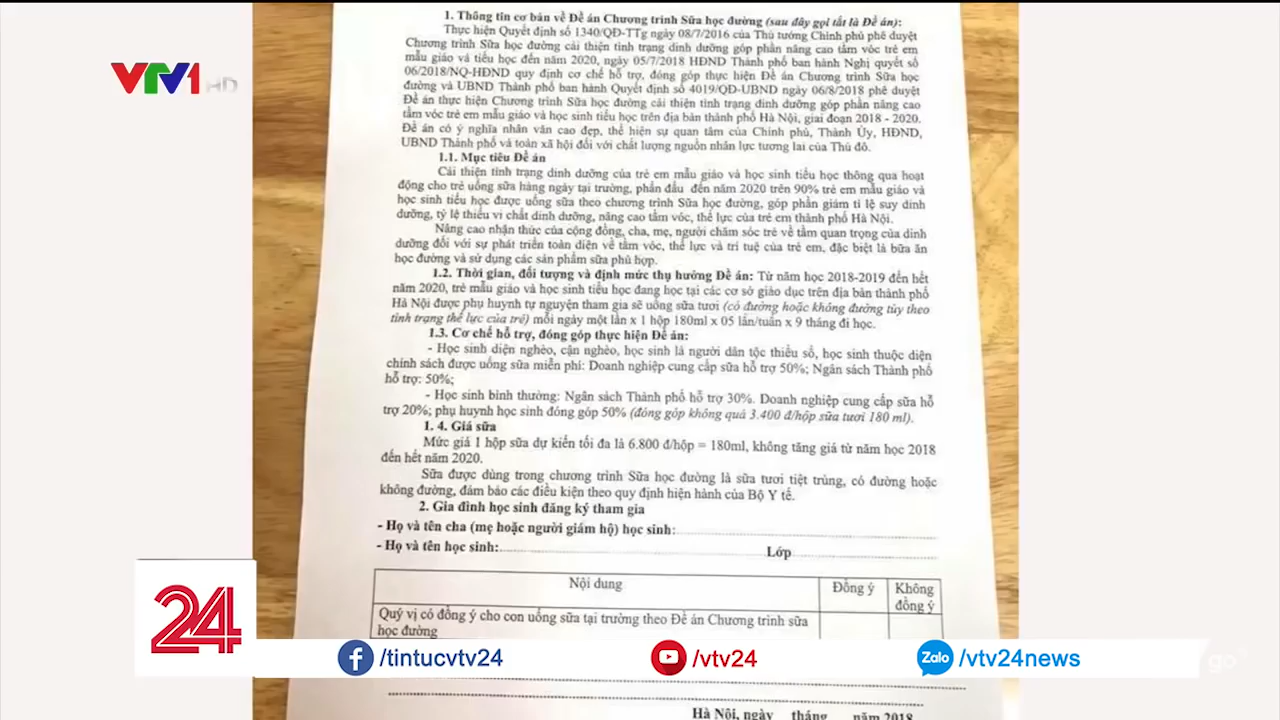 VTV1 HD
1. Thông tin cơ bản về Đề án Chương trình Sữa học đường (sau đây gọi tắt là Đề án):
Thực hiện Quyết định số 1340/QĐ-TTg ngày 08/7/2016 của Thủ tướng Chính phủ phê duyệt
Chương trình Sữa học đường cải thiện tình trạng dinh dưỡng góp phần nâng cao tầm vóc trẻ em
mẫu giáo và tiểu học đến năm 2020, ngày 05/7/2018 HĐND Thành phố ban hành Nghị quyết số
06/2018/NQ-HĐND quy định cơ chế hỗ trợ, đóng góp thực hiện Đề án Chương trình Sữa học
đường và UBND Thành phố ban hành Quyết định số 4019/QĐ-UBND ngày 06/8/2018 phê duyệt
Đề án thực hiện Chương trình Sữa học đường cải thiện tình trạng dinh dưỡng góp phần nâng cao
tầm vóc trẻ em mẫu giáo và học sinh tiểu học trên địa bàn thành phố Hà Nội, giai đoạn 2018 - 2020.
Đề án có ý nghĩa nhân văn cao đẹp, thể hiện sự quan tâm của Chính phủ, Thành Ủy, HĐND,
UBND Thành phố và toàn xã hội đối với chất lượng nguồn nhân lực tương lai của Thủ đô.
1.1. Mục tiêu Đề án
Cải thiện tình trạng dinh dưỡng của trẻ em mẫu giáo và học sinh tiểu học thông qua hoạt
động cho trẻ uống sữa hàng ngày tại trường, phấn đấu đến năm 2020 trên 90% trẻ em mẫu giáo và
học sinh tiểu học được uống sữa theo chương trình Sữa học đường, góp phần giảm tỉ lệ suy dinh
dưỡng, tỷ lệ thiếu vi chất dinh dưỡng, nâng cao tầm vóc, thể lực của trẻ em thành phố Hà Nội.
Nâng cao nhận thức của cộng đồng, cha, mẹ, người chăm sóc trẻ về tầm quan trọng của dinh
dưỡng đối với sự phát triển toàn diện về tầm vóc, thể lực và trí tuệ của trẻ em, đặc biệt là bữa ăn
học đường và sử dụng các sản phẩm sữa phù hợp.
1.2. Thời gian, đối tượng và định mức thụ hưởng Đề án: Từ năm học 2018-2019 đến hết
năm 2020, trẻ mẫu giáo và học sinh tiểu học đang học tại các cơ sở giáo dục trên địa bàn thành phố
Hà Nội được phụ huynh tự nguyện tham gia sẽ uống sữa tươi (có đường hoặc không đường tùy theo
tình trạng thể lực của trẻ) mỗi ngày một lần x 1 hộp 180ml x 05 lần/tuần x 9 tháng đi học.
1.3. Cơ chế hỗ trợ, đóng góp thực hiện Đề án:
- Học sinh diện nghèo, cận nghèo, học sinh là người dân tộc thiểu số, học sinh thuộc diện
chính sách được uống sữa miễn phí: Doanh nghiệp cung cấp sữa hỗ trợ 50%; Ngân sách Thành phố
hỗ trợ: 50%;
- Học sinh bình thường: Ngân sách Thành phố hỗ trợ 30%. Doanh nghiệp cung cấp sữa hỗ
trợ 20%; phụ huynh học sinh đóng góp 50% (đóng góp không quá 3.400 đ/hộp sữa tươi 180 ml).
1. 4. Giá sữa
Mức giá 1 hộp sữa dự kiến tối đa là 6.800 đ/hộp = 180ml, không tăng giá từ năm học 2018
đến hết năm 2020.
Sữa được dùng trong chương trình Sữa học đường là sữa tươi tiệt trùng, có đường hoặc
không đường, đảm bảo các điều kiện theo quy định hiện hành của Bộ Y tế.
2. Gia đình học sinh đăng ký tham gia
- Họ và tên cha (mẹ hoặc người giám hộ) học sinh:
- Họ và tên học sinh: Lớp
Nội dung Đồng ý Không đồng ý
Quý vị có đồng ý cho con uống sữa tại trường theo Đề án Chương trình sữa
học đường
24 /tintucvtv24 /vtv24 Zalo /vtv24news go
Hà Nội, ngày tháng năm 2018